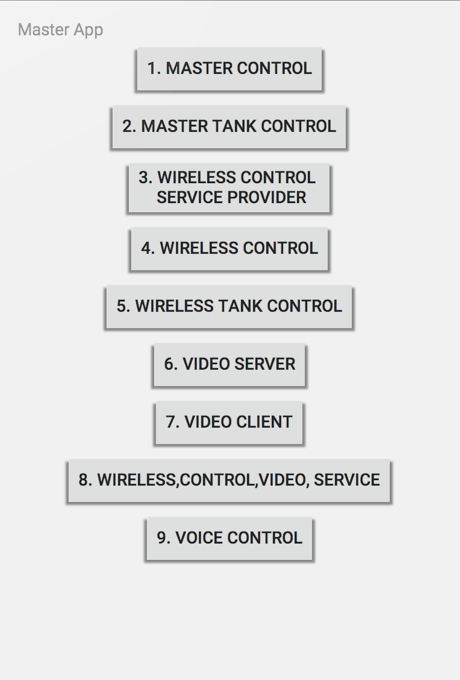 Master App
1. MASTER CONTROL
2. MASTER TANK CONTROL
3. WIRELESS CONTROL
SERVICE PROVIDER
4. WIRELESS CONTROL
5. WIRELESS TANK CONTROL
6. VIDEO SERVER
7. VIDEO CLIENT
8. WIRELESS,CONTROL,VIDEO, SERVICE
9. VOICE CONTROL